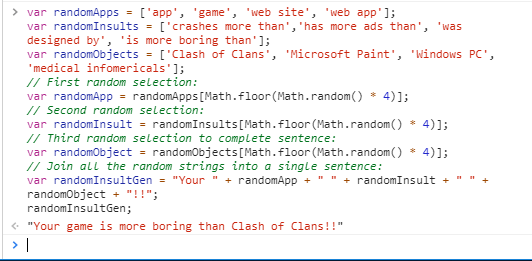 > var randomApps = ['app', 'game', 'web site', 'web app'];
var randomInsults = ['crashes more than','has more ads than', 'was
designed by', 'is more boring than'];
var randomObjects = ['Clash of Clans', 'Microsoft Paint', 'Windows PC',
'medical infomericals'];
// First random selection:
var randomApp = randomApps[Math.floor(Math.random() * 4)];
// Second random selection:
var randomInsult = randomInsults[Math.floor(Math.random() * 4)];
// Third random selection to complete sentence:
var randomObject = randomObjects[Math.floor(Math.random() * 4)];
// Join all the random strings into a single sentence:
var randomInsultGen = "Your " + randomApp + " " + randomInsult + " " +
randomObject + "!!";
randomInsultGen;
"Your game is more boring than Clash of Clans!!"
>